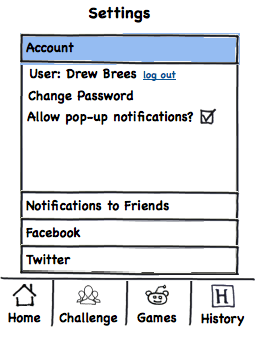 Settings
Account
User: Drew Brees log out
Change Password
Allow pop-up notifications?
Notifications to Friends
Facebook
Twitter
H
Home Challenge Games History